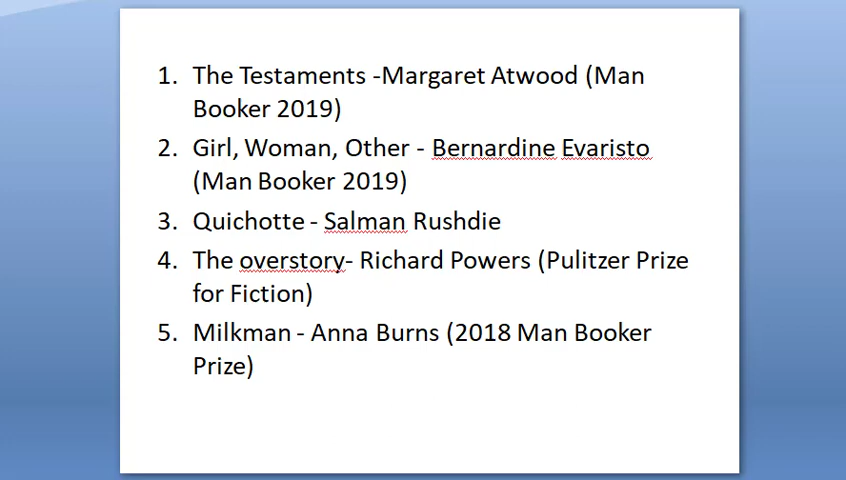 1. The Testaments -Margaret Atwood (Man
Booker 2019)
2. Girl, Woman, Other - Bernardine Evaristo
(Man Booker 2019)
3. Quichotte - Salman Rushdie
4. The overstory- Richard Powers (Pulitzer Prize
for Fiction)
5. Milkman - Anna Burns (2018 Man Booker
Prize)